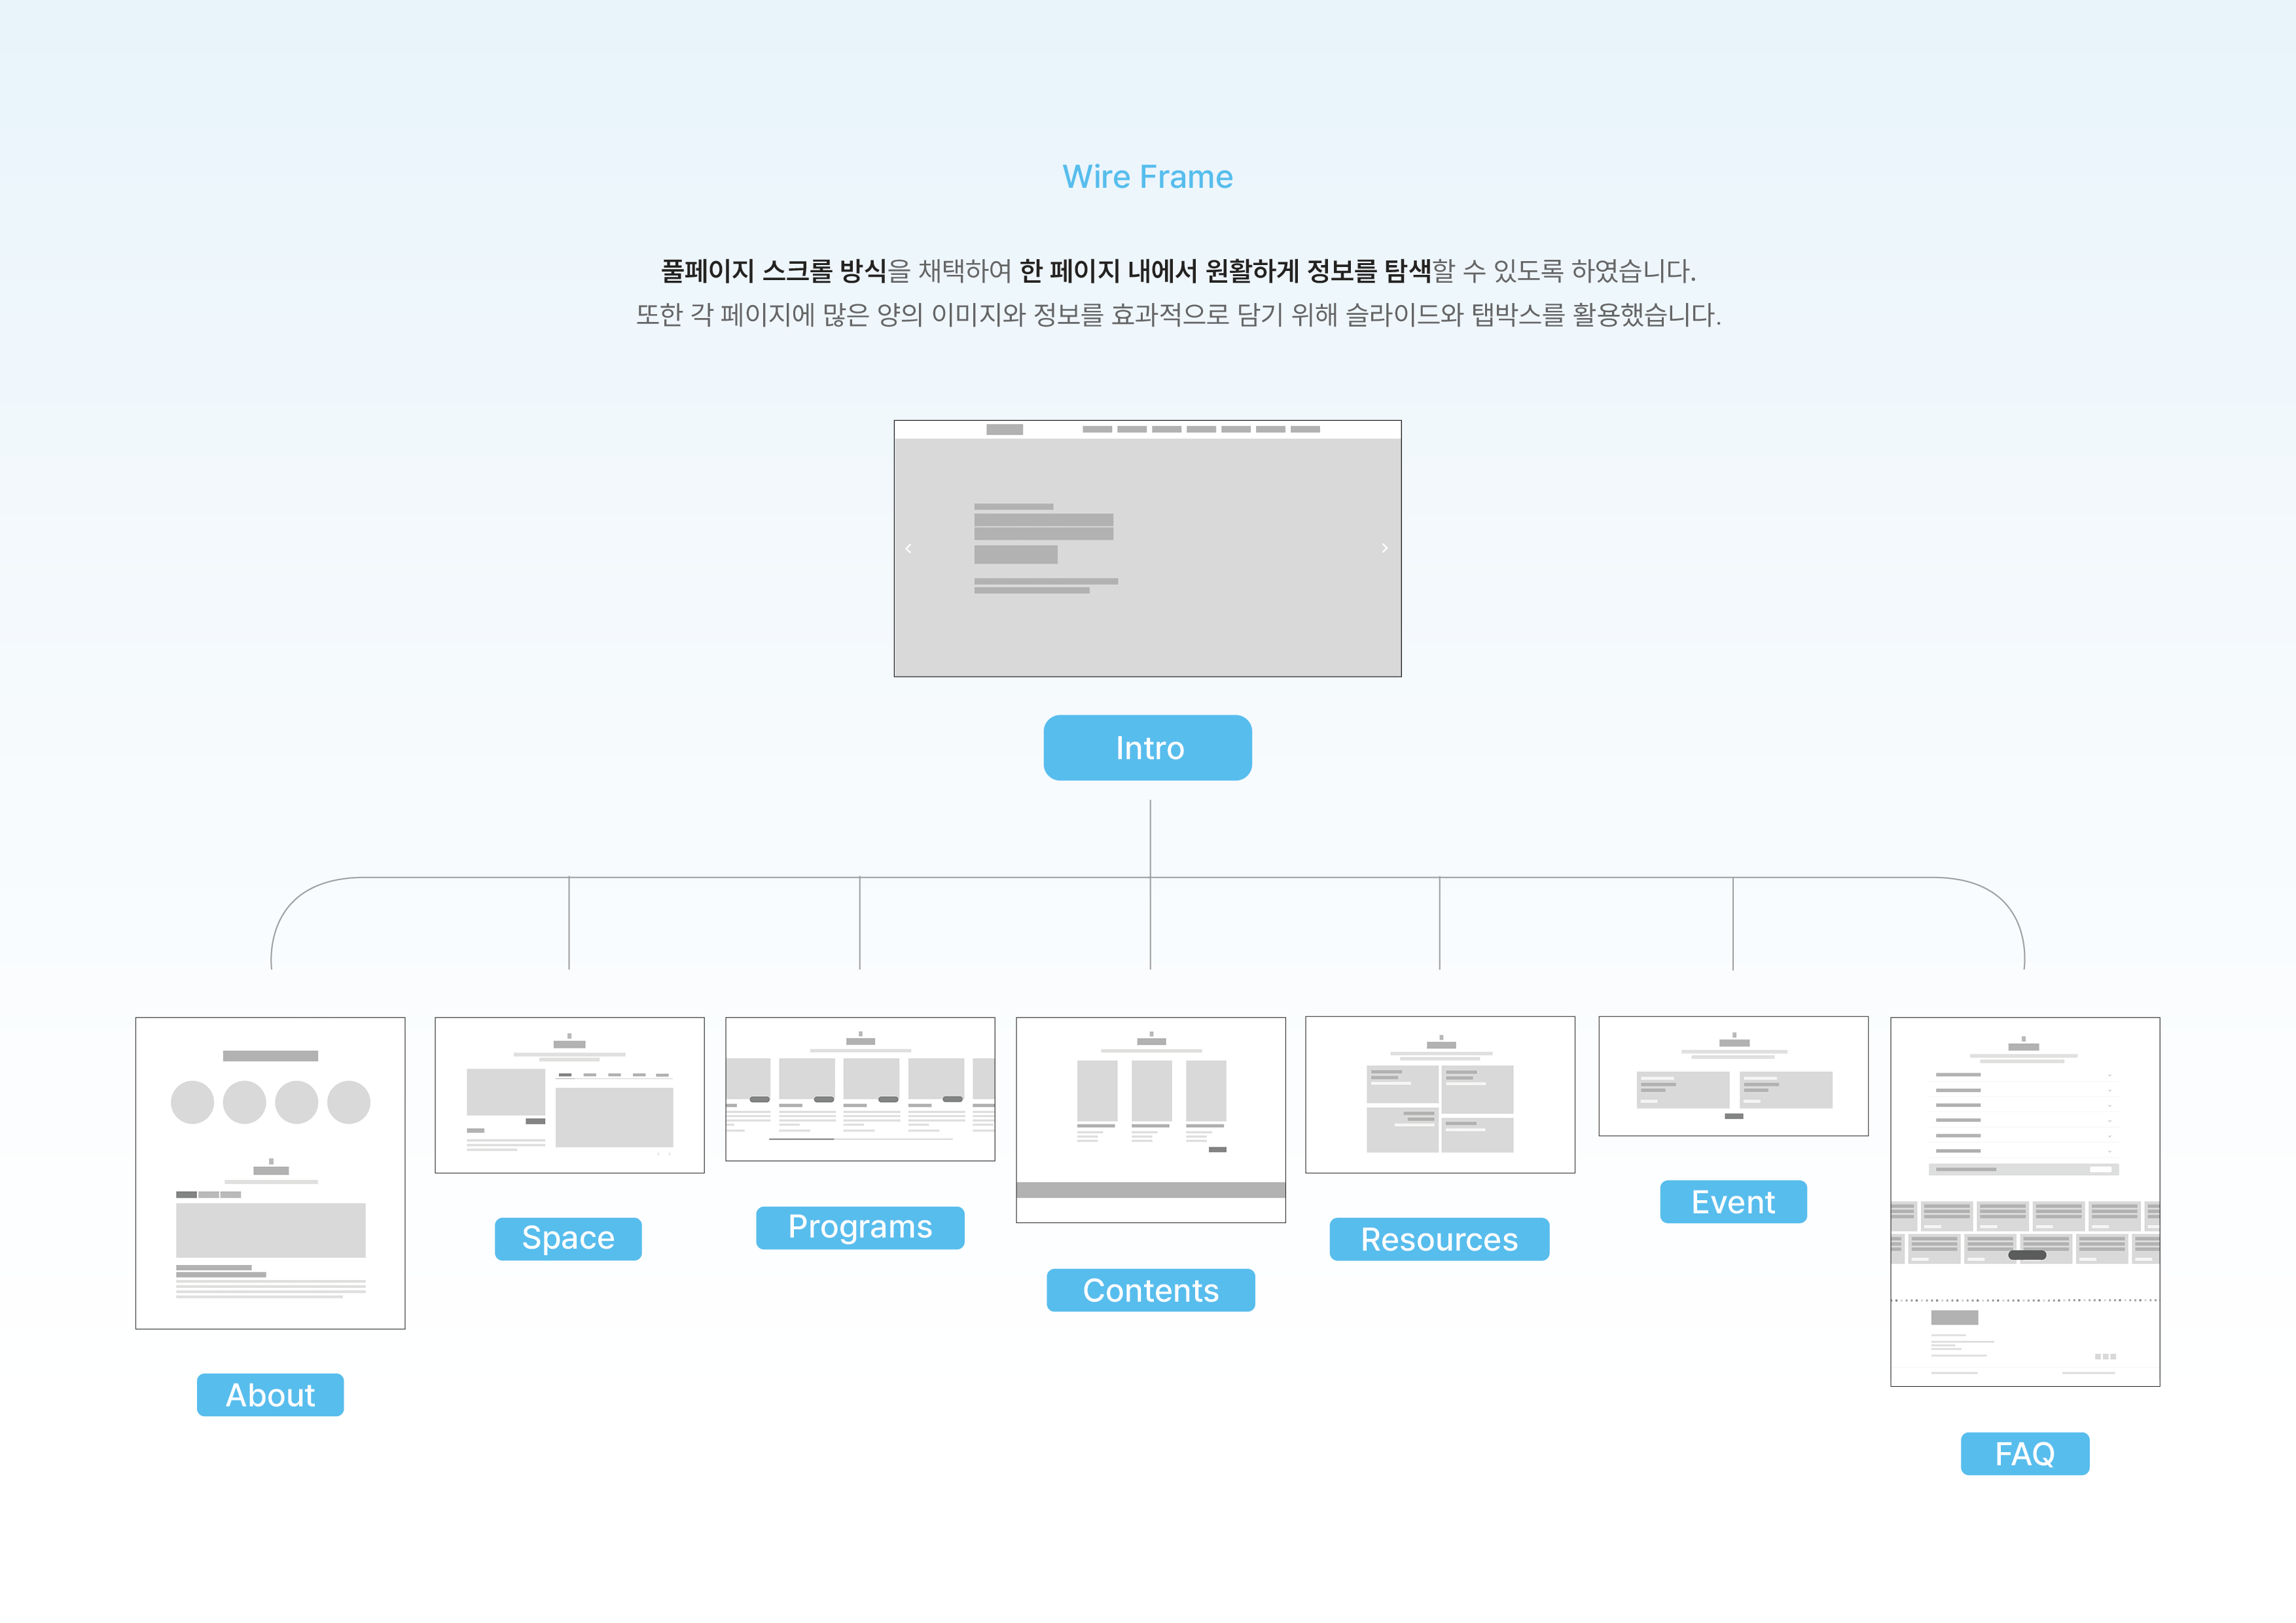 Wire Frame
풀페이지 스크롤 방식을 채택하여 한 페이지 내에서 원활하게 정보를 탐색할 수 있도록 하였습니다.
또한 각 페이지에 많은 양의 이미지와 정보를 효과적으로 담기 위해 슬라이드와 탭박스를 활용했습니다.
Intro
About
Space
Programs
Contents
Resources
Event
FAQ